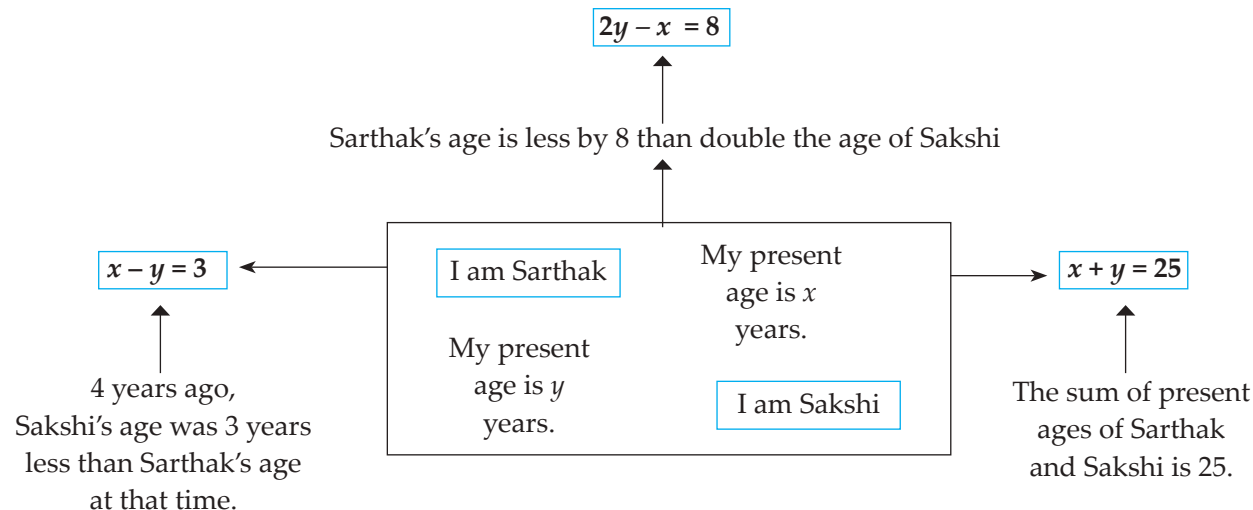 2y – x = 8
Sarthak’s age is less by 8 than double the age of Sakshi
x – y = 3
I am Sarthak
My present
age is x
years.
x + y = 25
My present
age is y
years.
I am Sakshi
4 years ago,
Sakshi’s age was 3 years
less than Sarthak’s age
at that time.
The sum of present
ages of Sarthak
and Sakshi is 25.